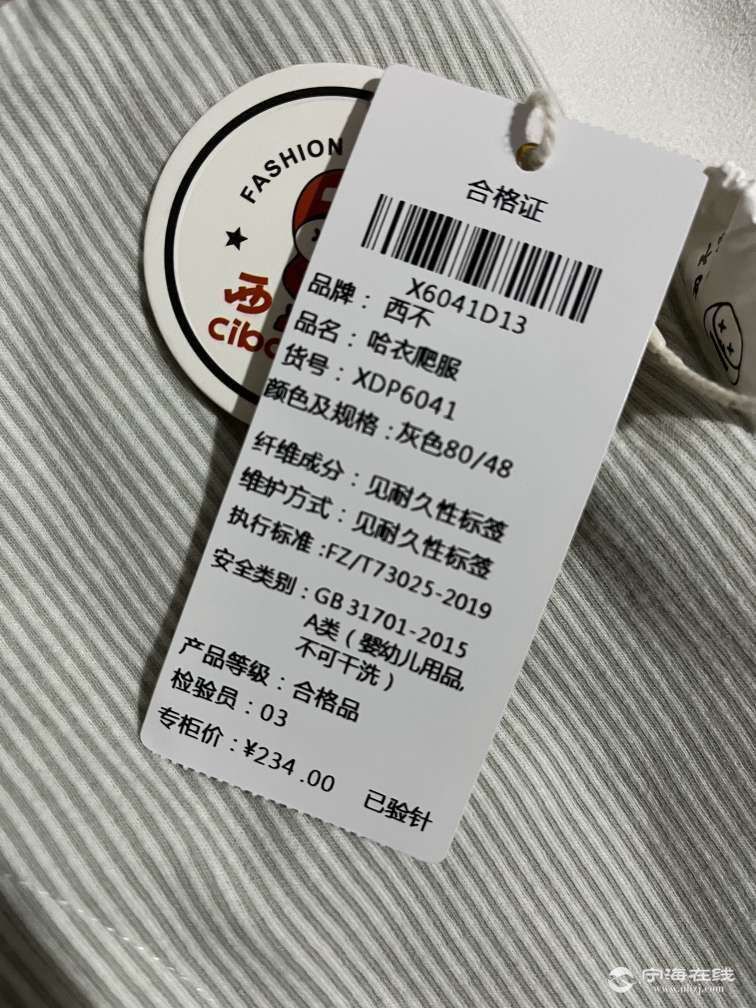 FASHION
西
cibo
合格证
X6041D13
品牌：西不
品名：哈衣爬服
货号：XDP6041
颜色及规格：灰色80/48
纤维成分：见耐久性标签
维护方式：见耐久性标签
执行标准：FZ/T73025-2019
安全类别：GB 31701-2015
A类（婴幼儿用品,
不可干洗）
产品等级：合格品
检验员：03
专柜价：¥234.00
已验针
宁海在线
www.nhzj.com